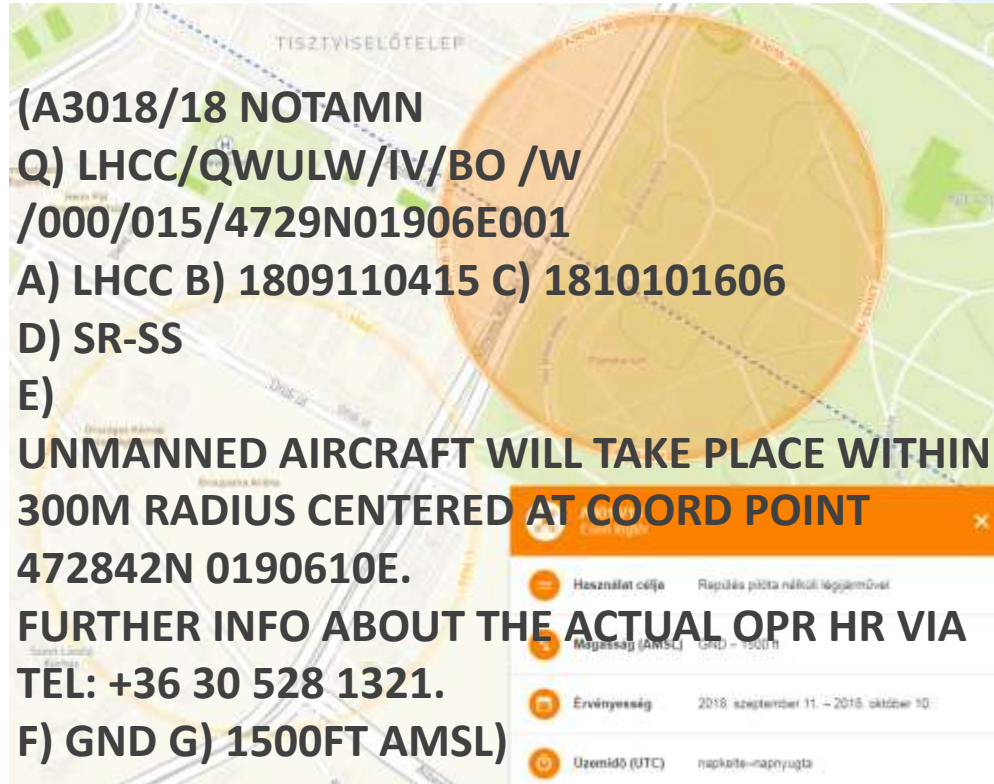 TISZTVISELŐTELEP
(A3018/18 NOTAMN
Q) LHCC/QWULW/IV/BO /W
/000/015/4729N01906E001
A) LHCC B) 1809110415 C) 1810101606
D) SR-SS
E)
UNMANNED AIRCRAFT WILL TAKE PLACE WITHIN
300M RADIUS CENTERED AT COORD POINT
472842N 0190610E.
FURTHER INFO ABOUT THE ACTUAL OPR HR VIA
TEL: +36 30 528 1321.
F) GND G) 1500FT AMSL)
Használat célja Repülés pilóta nélküli légijárművel
Magasság (AMSL) GND – 1500 ft
Érvényesség 2018. szeptember 11. – 2018. október 10.
Üzemidő (UTC) napkelte–napnyugta